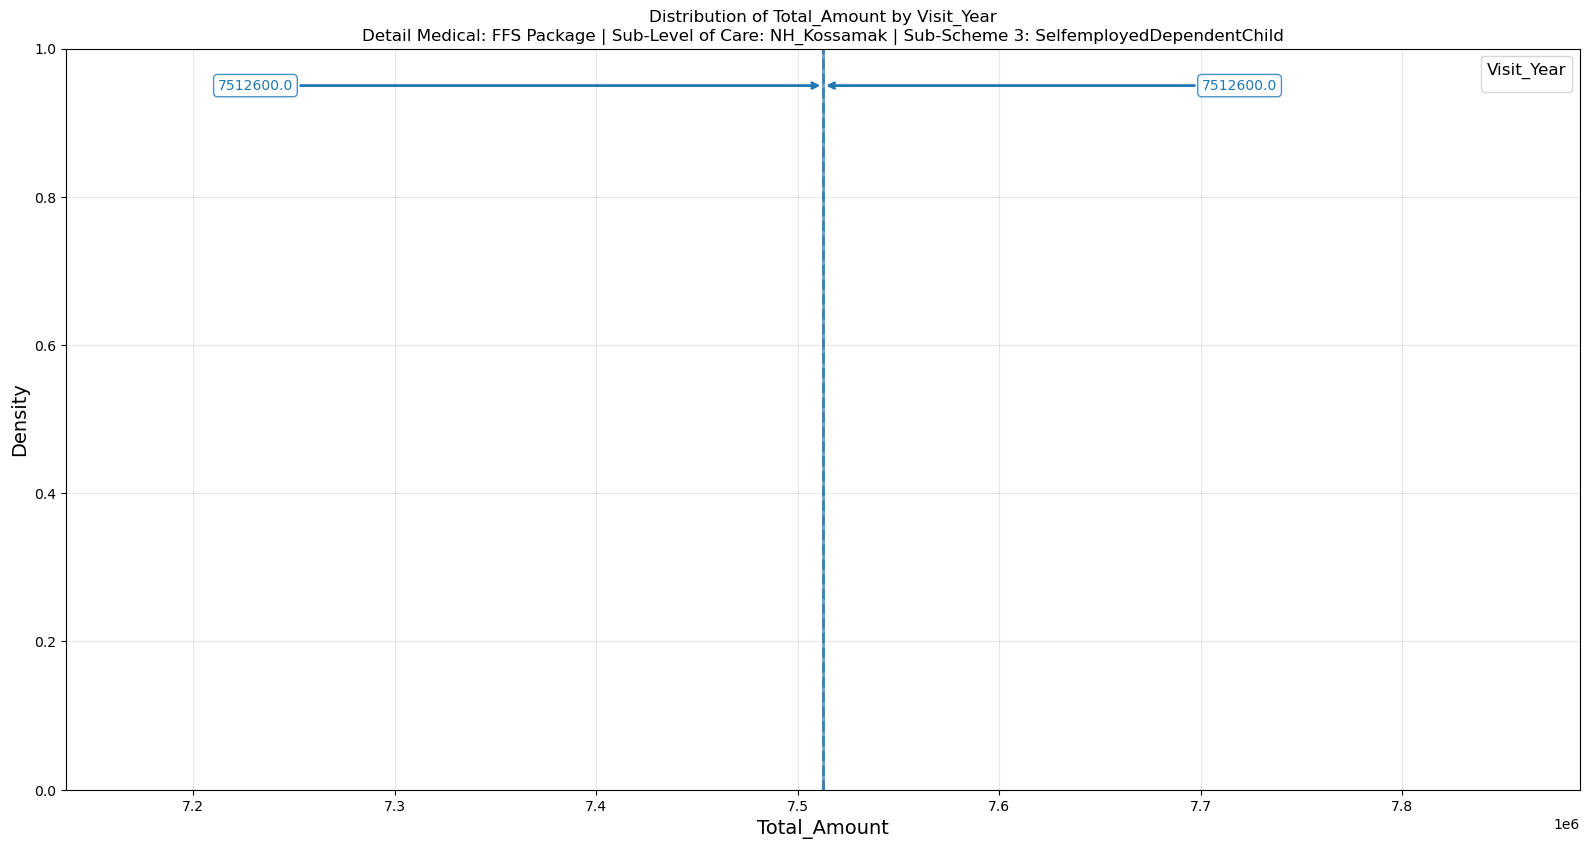 Distribution of Total_Amount by Visit_Year
Detail Medical: FFS Package | Sub-Level of Care: NH_Kossamak | Sub-Scheme 3: SelfemployedDependentChild
Visit_Year
7512600.0
7512600.0
1.0
0.8
0.6
0.4
0.2
0.0
Density
7.2
7.3
7.4
7.5
7.6
7.7
7.8
1e6
Total_Amount